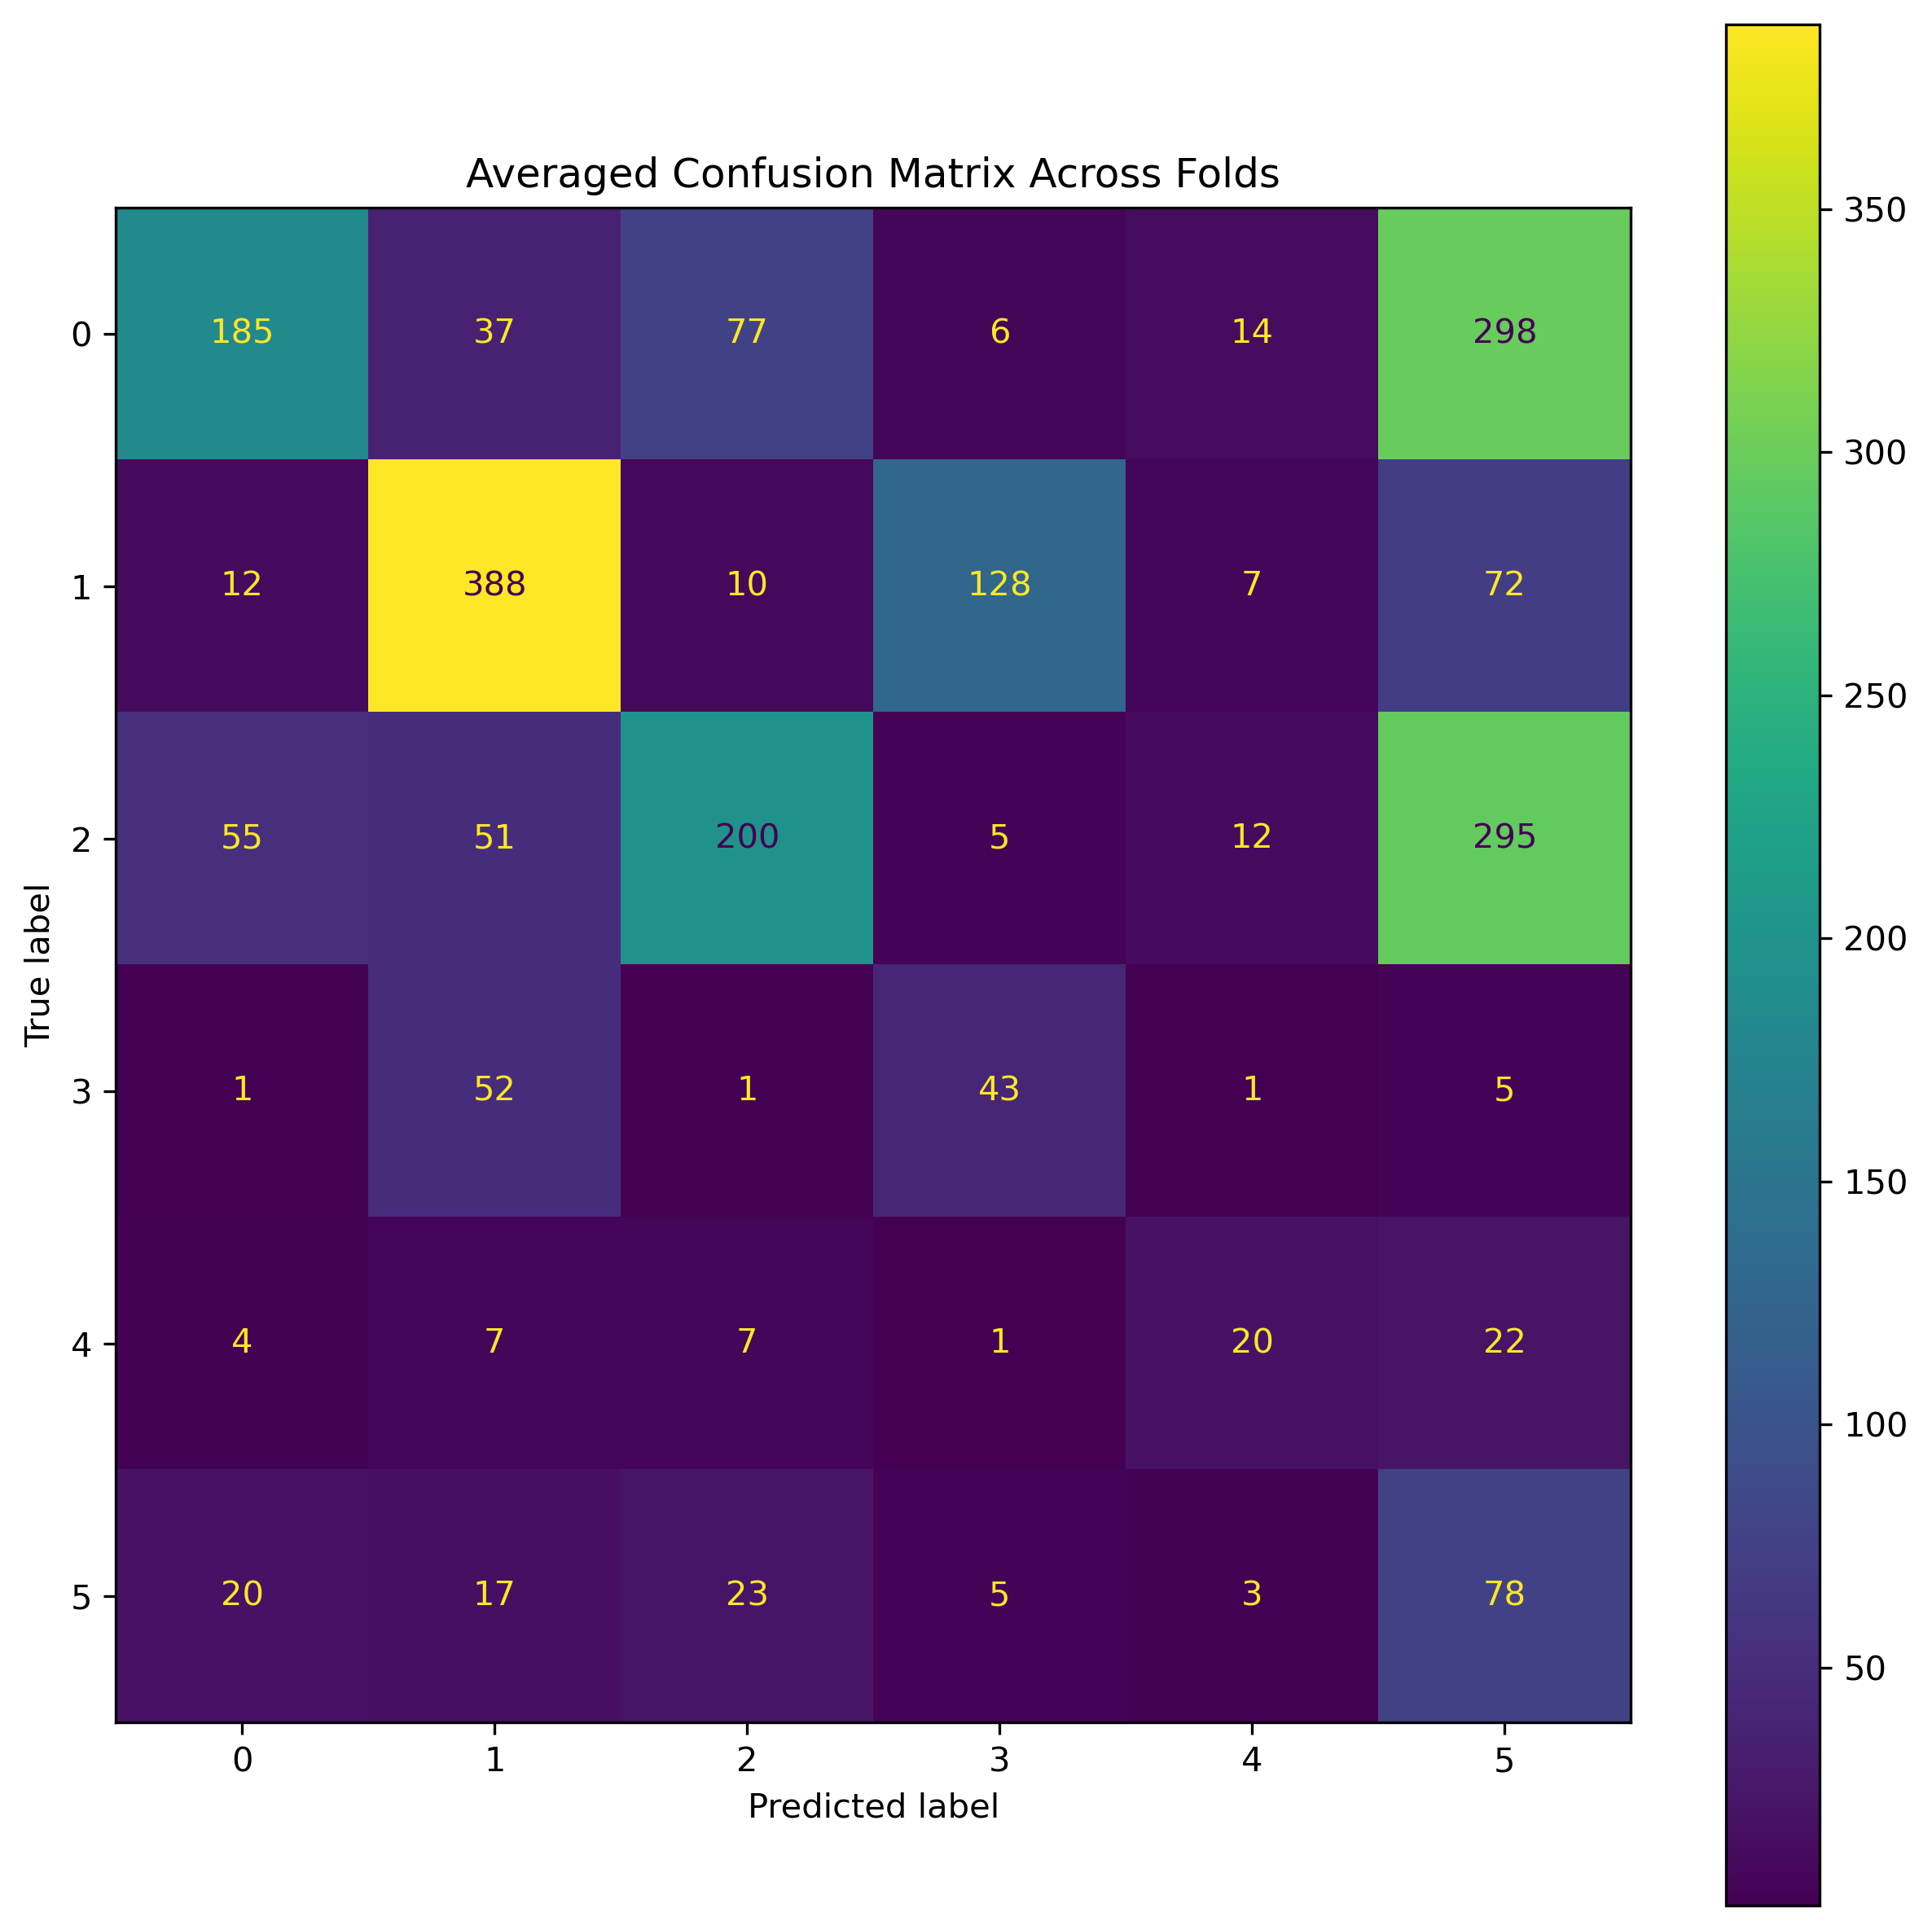 Averaged Confusion Matrix Across Folds
350
300
250
200
150
100
50
True label
0 185 37 77 6 14 298
1 12 388 10 128 7 72
2 55 51 200 5 12 295
3 1 52 1 43 1 5
4 4 7 7 1 20 22
5 20 17 23 5 3 78
0 1 2 3 4 5
Predicted label